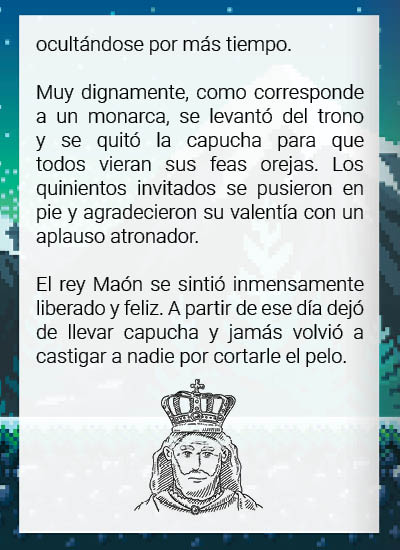 ocultándose por más tiempo.
Muy dignamente, como corresponde
a un monarca, se levantó del trono
y se quitó la capucha para que
todos vieran sus feas orejas. Los
quinientos invitados se pusieron en
pie y agradecieron su valentía con un
aplauso atronador.
El rey Maón se sintió inmensamente
liberado y feliz. A partir de ese día dejó
de llevar capucha y jamás volvió a
castigar a nadie por cortarle el pelo.